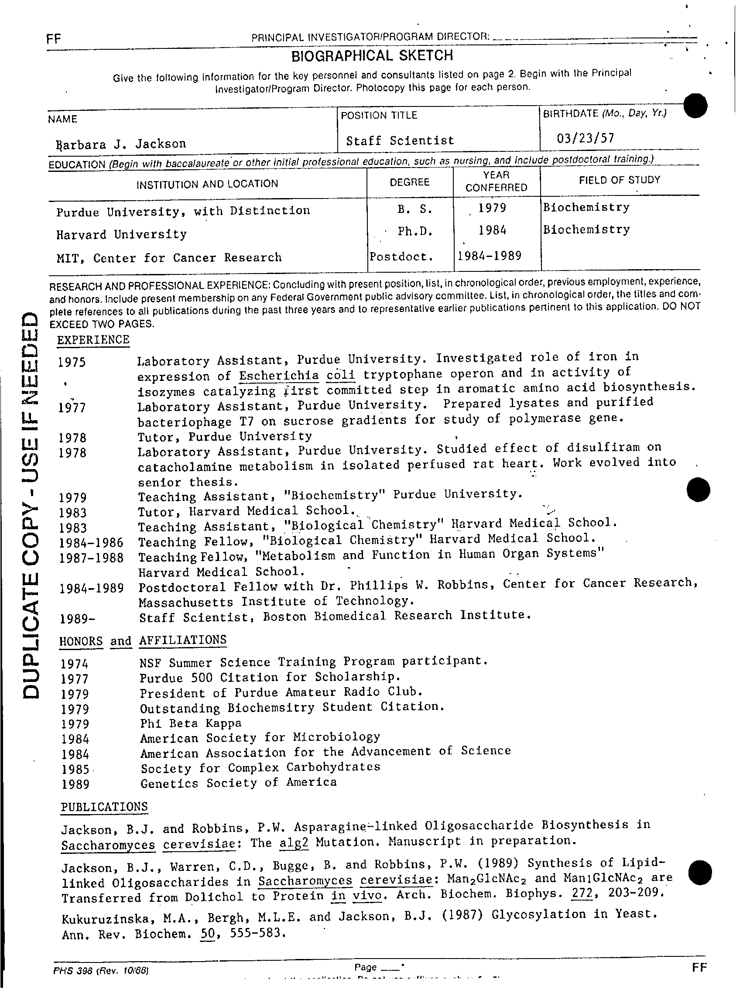 FF
PRINCIPAL INVESTIGATOR/PROGRAM DIRECTOR:
BIOGRAPHICAL SKETCH
Give the following information for the key personnel and consultants listed on page 2. Begin with the Principal
Investigator/Program Director. Photocopy this page for each person.
NAME
POSITION TITLE
BIRTHDATE (Mo., Day, Yr.)
Barbara J. Jackson
Staff Scientist
03/23/57
EDUCATION (Begin with baccalaureate or other initial professional education, such as nursing, and include postdoctoral training.)
INSTITUTION AND LOCATION
DEGREE
YEAR CONFERRED
FIELD OF STUDY
Purdue University, with Distinction B. S. 1979 Biochemistry
Harvard University Ph.D. 1984 Biochemistry
MIT, Center for Cancer Research Postdoct. 1984-1989
RESEARCH AND PROFESSIONAL EXPERIENCE: Concluding with present position, list, in chronological order, previous employment, experience,
and honors. Include present membership on any Federal Government public advisory committee. List, in chronological order, the titles and com-
plete references to all publications during the past three years and to representative earlier publications pertinent to this application. DO NOT
EXCEED TWO PAGES.
DUPLICATE COPY - USE IF NEEDED
EXPERIENCE
1975 Laboratory Assistant, Purdue University. Investigated role of iron in
expression of Escherichia coli tryptophane operon and in activity of
isozymes catalyzing first committed step in aromatic amino acid biosynthesis.
1977 Laboratory Assistant, Purdue University. Prepared lysates and purified
bacteriophage T7 on sucrose gradients for study of polymerase gene.
1978 Tutor, Purdue University
1978 Laboratory Assistant, Purdue University. Studied effect of disulfiram on
catacholamine metabolism in isolated perfused rat heart. Work evolved into
senior thesis.
1979 Teaching Assistant, "Biochemistry" Purdue University.
1983 Tutor, Harvard Medical School.
1983 Teaching Assistant, "Biological Chemistry" Harvard Medical School.
1984-1986 Teaching Fellow, "Biological Chemistry" Harvard Medical School.
1987-1988 Teaching Fellow, "Metabolism and Function in Human Organ Systems"
Harvard Medical School.
1984-1989 Postdoctoral Fellow with Dr. Phillips W. Robbins, Center for Cancer Research,
Massachusetts Institute of Technology.
1989- Staff Scientist, Boston Biomedical Research Institute.
HONORS and AFFILIATIONS
1974 NSF Summer Science Training Program participant.
1977 Purdue 500 Citation for Scholarship.
1979 President of Purdue Amateur Radio Club.
1979 Outstanding Biochemsitry Student Citation.
1979 Phi Beta Kappa
1984 American Society for Microbiology
1984 American Association for the Advancement of Science
1985 Society for Complex Carbohydrates
1989 Genetics Society of America
PUBLICATIONS
Jackson, B.J. and Robbins, P.W. Asparagine-linked Oligosaccharide Biosynthesis in
Saccharomyces cerevisiae: The alg2 Mutation. Manuscript in preparation.
Jackson, B.J., Warren, C.D., Bugge, B. and Robbins, P.W. (1989) Synthesis of Lipid-
linked Oligosaccharides in Saccharomyces cerevisiae: Man₂GlcNAc₂ and Man₁GlcNAc₂ are
Transferred from Dolichol to Protein in vivo. Arch. Biochem. Biophys. 272, 203-209.
Kukuruzinska, M.A., Bergh, M.L.E. and Jackson, B.J. (1987) Glycosylation in Yeast.
Ann. Rev. Biochem. 50, 555-583.
PHS 398 (Rev. 10/88)
Page
FF